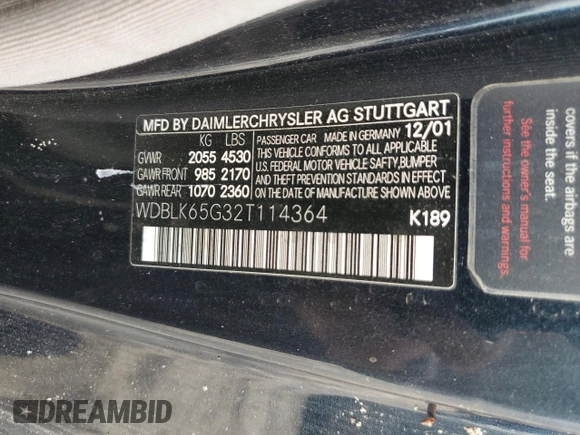 MFD BY DAIMLERCHRYSLER AG STUTTGART
KG LBS
GVWR 2055 4530
GAWR FRONT 985 2170
GAWR REAR 1070 2360
PASSENGER CAR MADE IN GERMANY 12/01
THIS VEHICLE CONFORMS TO ALL APPLICABLE
U.S. FEDERAL MOTOR VEHICLE SAFTY,BUMPER
AND THEFT PREVENTION STANDARDS IN EFFECT
ON THE DATE OF MANUFACTURE SHOWN ABOVE
WDBLK65G32T114364
K189
covers if the airbags are
inside the seat.
See the owner's manual for
further instructions.
DREAMBID